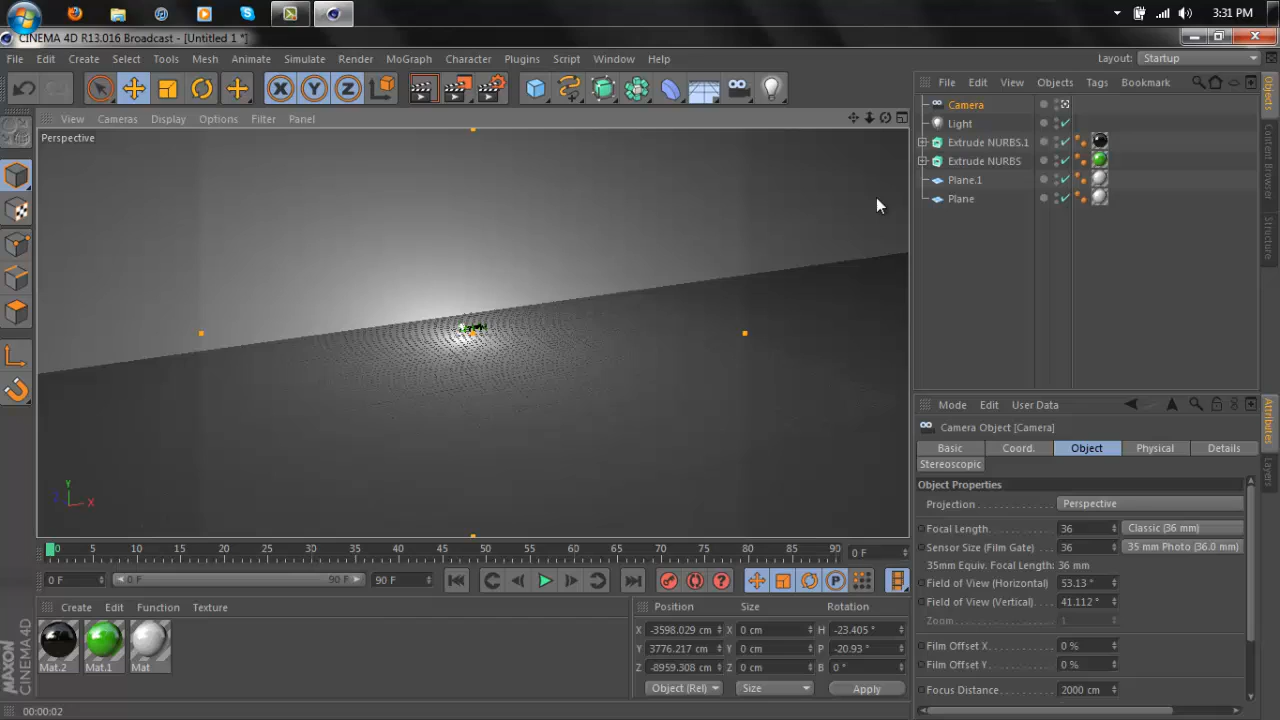 3:31 PM
CINEMA 4D R13.016 Broadcast - [Untitled 1 *]
File Edit Create Select Tools Mesh Animate Simulate Render MoGraph Character Plugins Script Window Help Layout: Startup
X Y Z
File Edit View Objects Tags Bookmark
View Cameras Display Options Filter Panel
Perspective
Camera
Light
Extrude NURBS.1
Extrude NURBS
Plane.1
Plane
Objects
Content Browser
Structure
Mode Edit User Data
Camera Object [Camera]
Basic Coord. Object Physical Details
Stereoscopic
Object Properties
Projection Perspective
Focal Length 36 Classic (36 mm)
Sensor Size (Film Gate) 36 35 mm Photo (36.0 mm)
35mm Equiv. Focal Length: 36 mm
Field of View (Horizontal) 53.13 °
Field of View (Vertical) 41.112 °
Zoom 1
Film Offset X 0 %
Film Offset Y 0 %
Focus Distance 2000 cm
Attributes
Layers
Y
X
0 5 10 15 20 25 30 35 40 45 50 55 60 65 70 75 80 85 90 0 F
0 F 0 F 90 F 90 F
P
Create Edit Function Texture
Mat.2 Mat.1 Mat
Position Size Rotation
X -3598.029 cm X 0 cm H -23.405 °
Y 3776.217 cm Y 0 cm P -20.93 °
Z -8959.308 cm Z 0 cm B 0 °
Object (Rel) Size Apply
MAXON CINEMA 4D
00:00:02